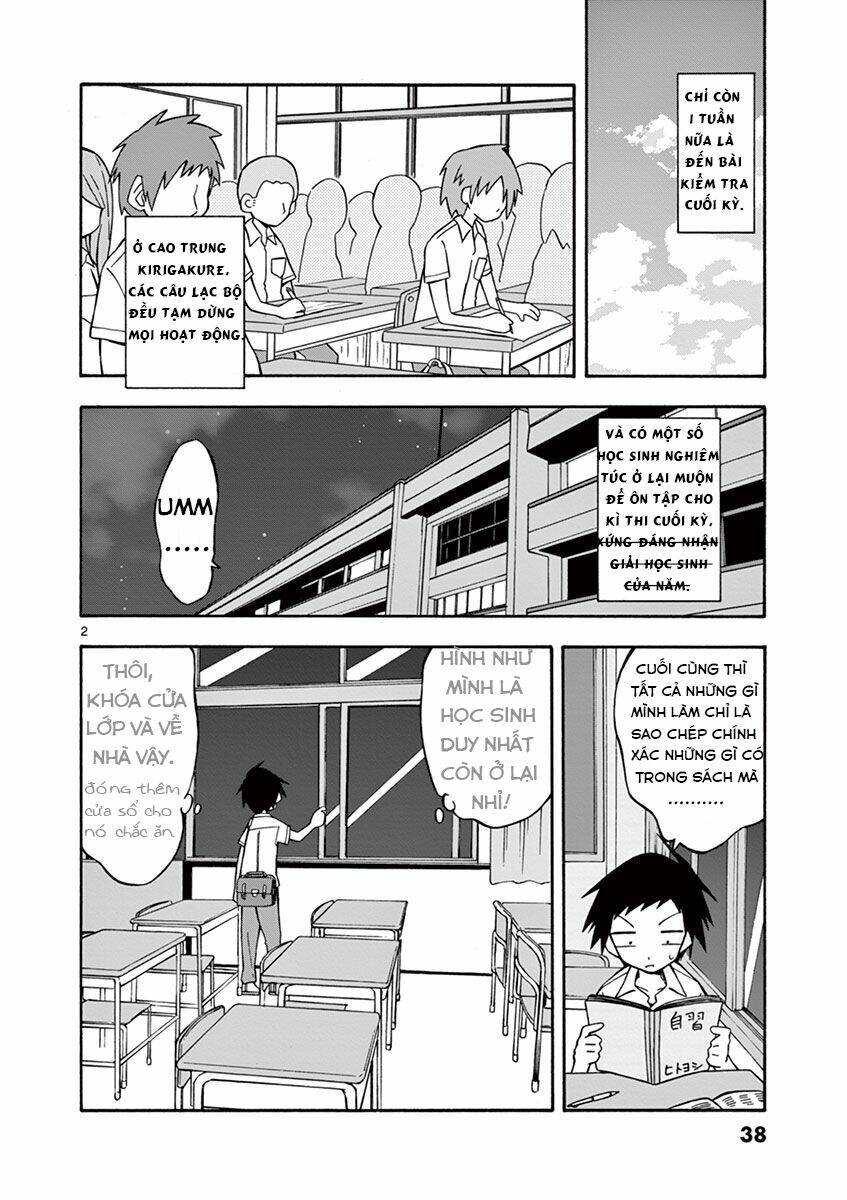 CHỈ CÒN
1 TUẦN
NỮA LÀ
ĐẾN BÀI
KIỂM TRA
CUỐI KỲ.
Ở CAO TRUNG
KIRIGAKURE,
CÁC CÂU LẠC BỘ
ĐỀU TẠM DỪNG
MỌI HOẠT ĐỘNG.
VÀ CÓ MỘT SỐ
HỌC SINH NGHIÊM
TÚC Ở LẠI MUỘN
ĐỂ ÔN TẬP CHO
KÌ THI CUỐI KỲ,
XỨNG ĐÁNG NHẬN
GIẢI HỌC SINH
CỦA NĂM.
UMM
.....
2
CUỐI CÙNG THÌ
TẤT CẢ NHỮNG GÌ
MÌNH LÀM CHỈ LÀ
SAO CHÉP CHÍNH
XÁC NHỮNG GÌ CÓ
TRONG SÁCH MÀ
..........
自習
ヒトヨシ
HÌNH NHƯ
MÌNH LÀ
HỌC SINH
DUY NHẤT
CÒN Ở LẠI
NHỈ!
THÔI,
KHÓA CỬA
LỚP VÀ VỀ
NHÀ VẬY.
đóng thêm
cửa sổ cho
nó chắc ăn
38